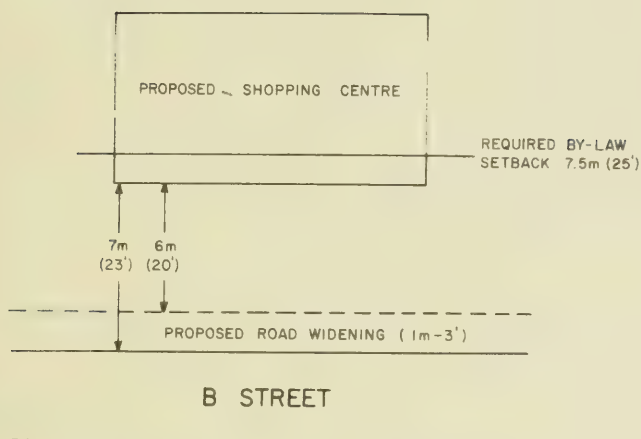 PROPOSED SHOPPING CENTRE
REQUIRED BY-LAW
SETBACK 7.5m (25')
7m 6m
(23') (20')
PROPOSED ROAD WIDENING (1m-3')
B STREET